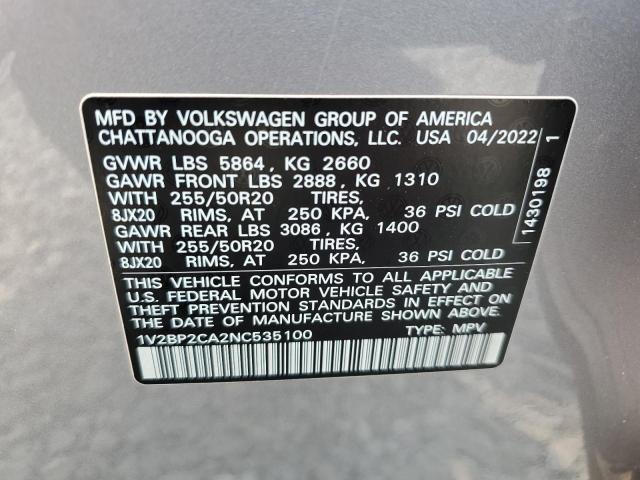 MFD BY VOLKSWAGEN GROUP OF AMERICA
CHATTANOOGA OPERATIONS, LLC. USA 04/2022
GVWR LBS 5864, KG 2660
GAWR FRONT LBS 2888, KG 1310
WITH 255/50R20 TIRES,
8JX20 RIMS, AT 250 KPA, 36 PSI COLD
GAWR REAR LBS 3086, KG 1400
WITH 255/50R20 TIRES,
8JX20 RIMS, AT 250 KPA, 36 PSI COLD
THIS VEHICLE CONFORMS TO ALL APPLICABLE
U.S. FEDERAL MOTOR VEHICLE SAFETY AND
THEFT PREVENTION STANDARDS IN EFFECT ON
THE DATE OF MANUFACTURE SHOWN ABOVE.
1V2BP2CA2NC535100 TYPE: MPV
1430198 1